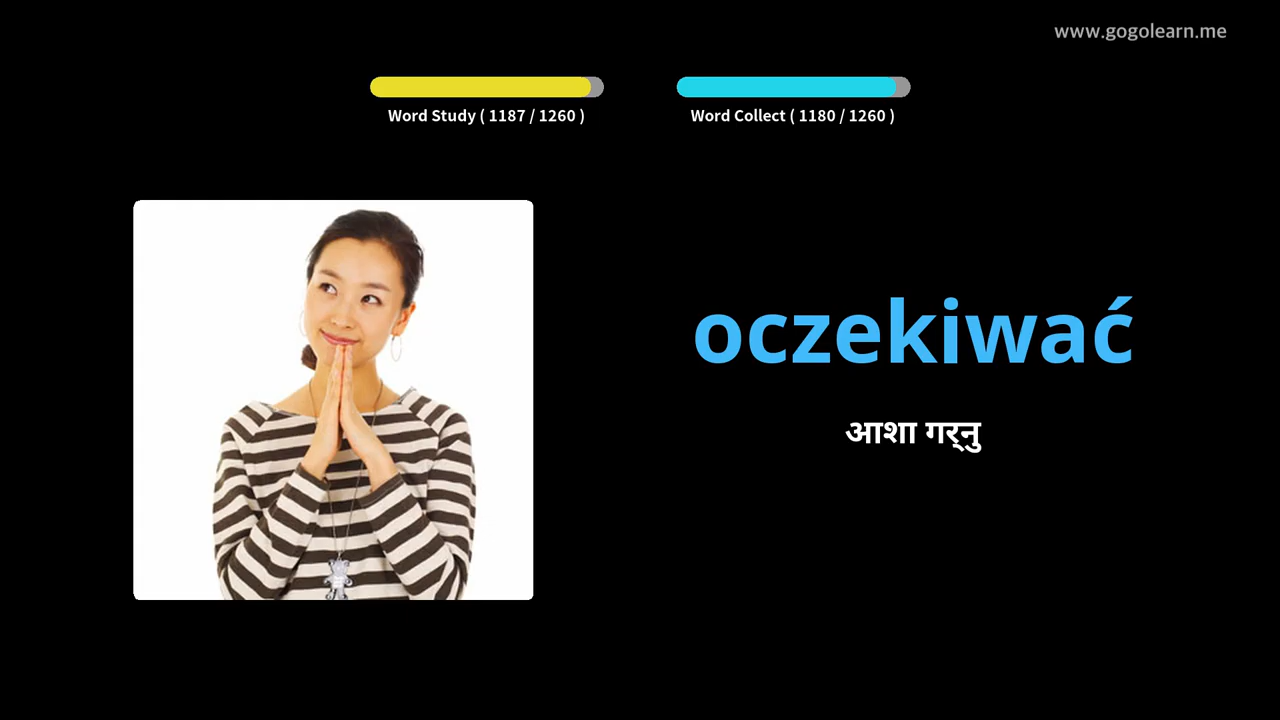 www.gogolearn.me
Word Study ( 1187 / 1260 )
Word Collect ( 1180 / 1260 )
oczekiwać
आशा गर्‍नु